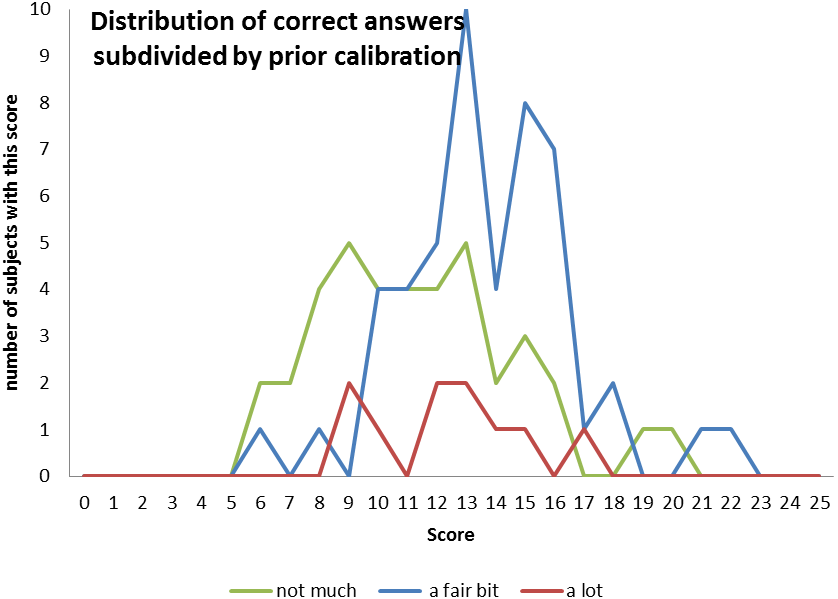 Distribution of correct answers
subdivided by prior calibration
number of subjects with this score
10
9
8
7
6
5
4
3
2
1
0
0 1 2 3 4 5 6 7 8 9 10 11 12 13 14 15 16 17 18 19 20 21 22 23 24 25
Score
not much a fair bit a lot